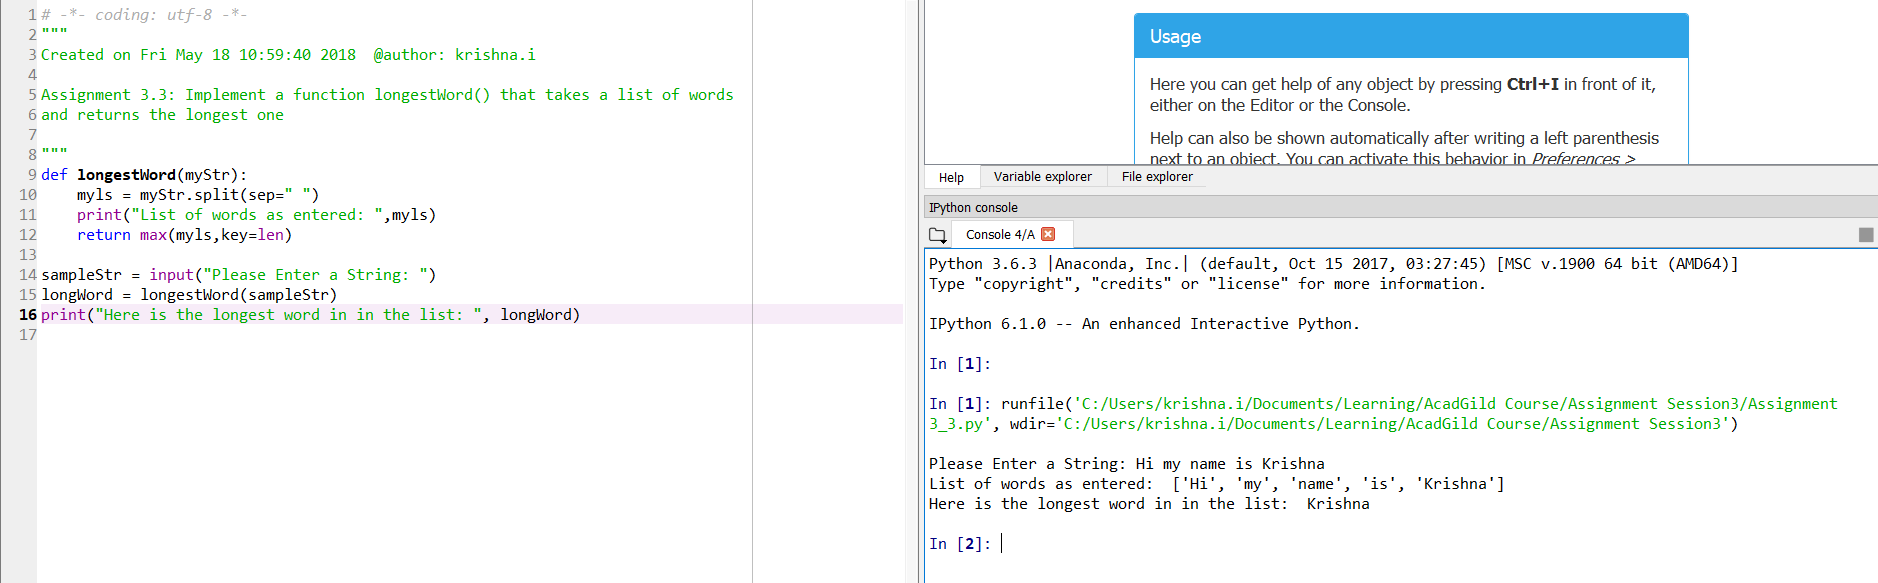 1 # -*- coding: utf-8 -*-
2 """
3 Created on Fri May 18 10:59:40 2018  @author: krishna.i
4
5 Assignment 3.3: Implement a function longestWord() that takes a list of words
6 and returns the longest one
7
8 """
9 def longestWord(myStr):
10     myls = myStr.split(sep=" ")
11     print("List of words as entered: ",myls)
12     return max(myls,key=len)
13
14 sampleStr = input("Please Enter a String: ")
15 longWord = longestWord(sampleStr)
16 print("Here is the longest word in in the list: ", longWord)
17
Usage
Here you can get help of any object by pressing Ctrl+I in front of it,
either on the Editor or the Console.
Help can also be shown automatically after writing a left parenthesis
next to an object. You can activate this behavior in Preferences >
Help Variable explorer File explorer
IPython console
Console 4/A
Python 3.6.3 |Anaconda, Inc.| (default, Oct 15 2017, 03:27:45) [MSC v.1900 64 bit (AMD64)]
Type "copyright", "credits" or "license" for more information.
IPython 6.1.0 -- An enhanced Interactive Python.
In [1]:
In [1]: runfile('C:/Users/krishna.i/Documents/Learning/AcadGild Course/Assignment Session3/Assignment
3_3.py', wdir='C:/Users/krishna.i/Documents/Learning/AcadGild Course/Assignment Session3')
Please Enter a String: Hi my name is Krishna
List of words as entered:  ['Hi', 'my', 'name', 'is', 'Krishna']
Here is the longest word in in the list:  Krishna
In [2]: